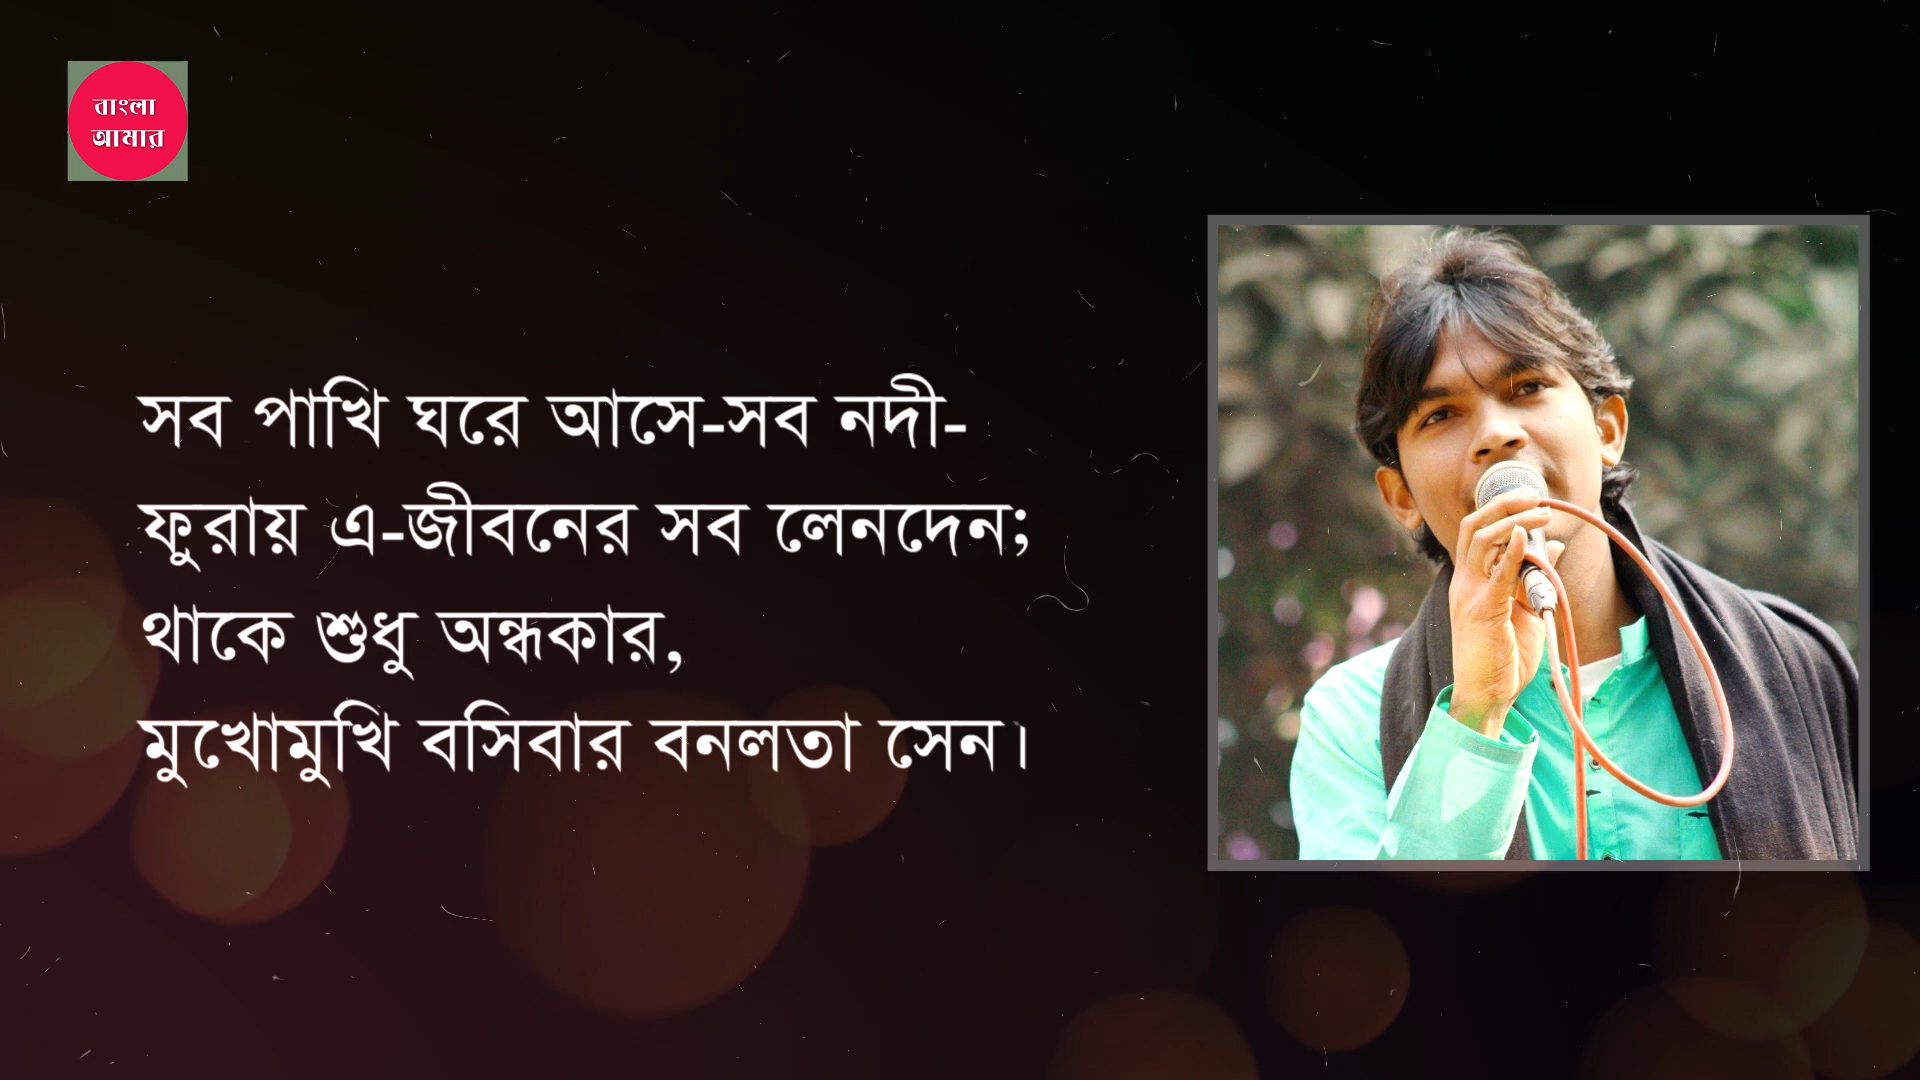 বাংলা
আমার
সব পাখি ঘরে আসে-সব নদী-
ফুরায় এ-জীবনের সব লেনদেন;
থাকে শুধু অন্ধকার,
মুখোমুখি বসিবার বনলতা সেন।